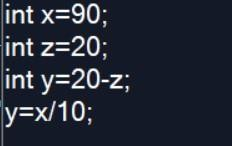 int x=90;
int z=20;
int y=20-z;
y=x/10;